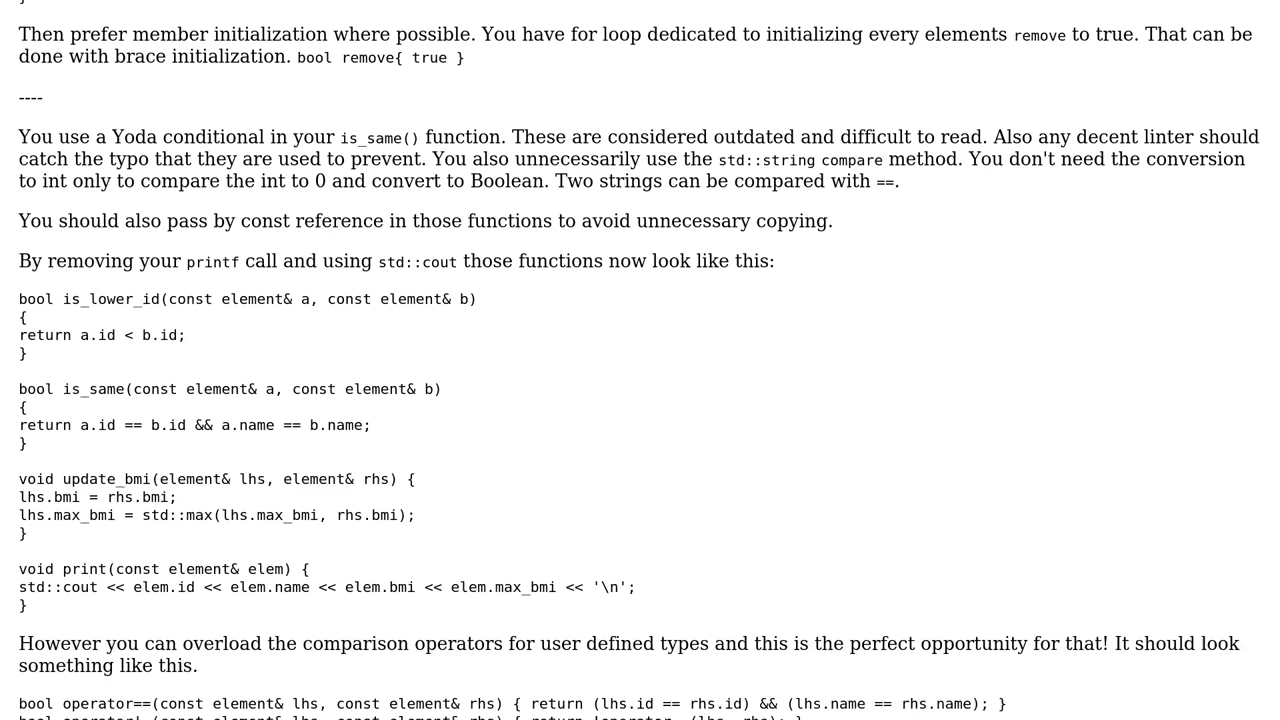 }
Then prefer member initialization where possible. You have for loop dedicated to initializing every elements remove to true. That can be
done with brace initialization. bool remove{ true }
----
You use a Yoda conditional in your is_same() function. These are considered outdated and difficult to read. Also any decent linter should
catch the typo that they are used to prevent. You also unnecessarily use the std::string compare method. You don't need the conversion
to int only to compare the int to 0 and convert to Boolean. Two strings can be compared with ==.
You should also pass by const reference in those functions to avoid unnecessary copying.
By removing your printf call and using std::cout those functions now look like this:
bool is_lower_id(const element& a, const element& b)
{
return a.id < b.id;
}
bool is_same(const element& a, const element& b)
{
return a.id == b.id && a.name == b.name;
}
void update_bmi(element& lhs, element& rhs) {
lhs.bmi = rhs.bmi;
lhs.max_bmi = std::max(lhs.max_bmi, rhs.bmi);
}
void print(const element& elem) {
std::cout << elem.id << elem.name << elem.bmi << elem.max_bmi << '\n';
}
However you can overload the comparison operators for user defined types and this is the perfect opportunity for that! It should look
something like this.
bool operator==(const element& lhs, const element& rhs) { return (lhs.id == rhs.id) && (lhs.name == rhs.name); }